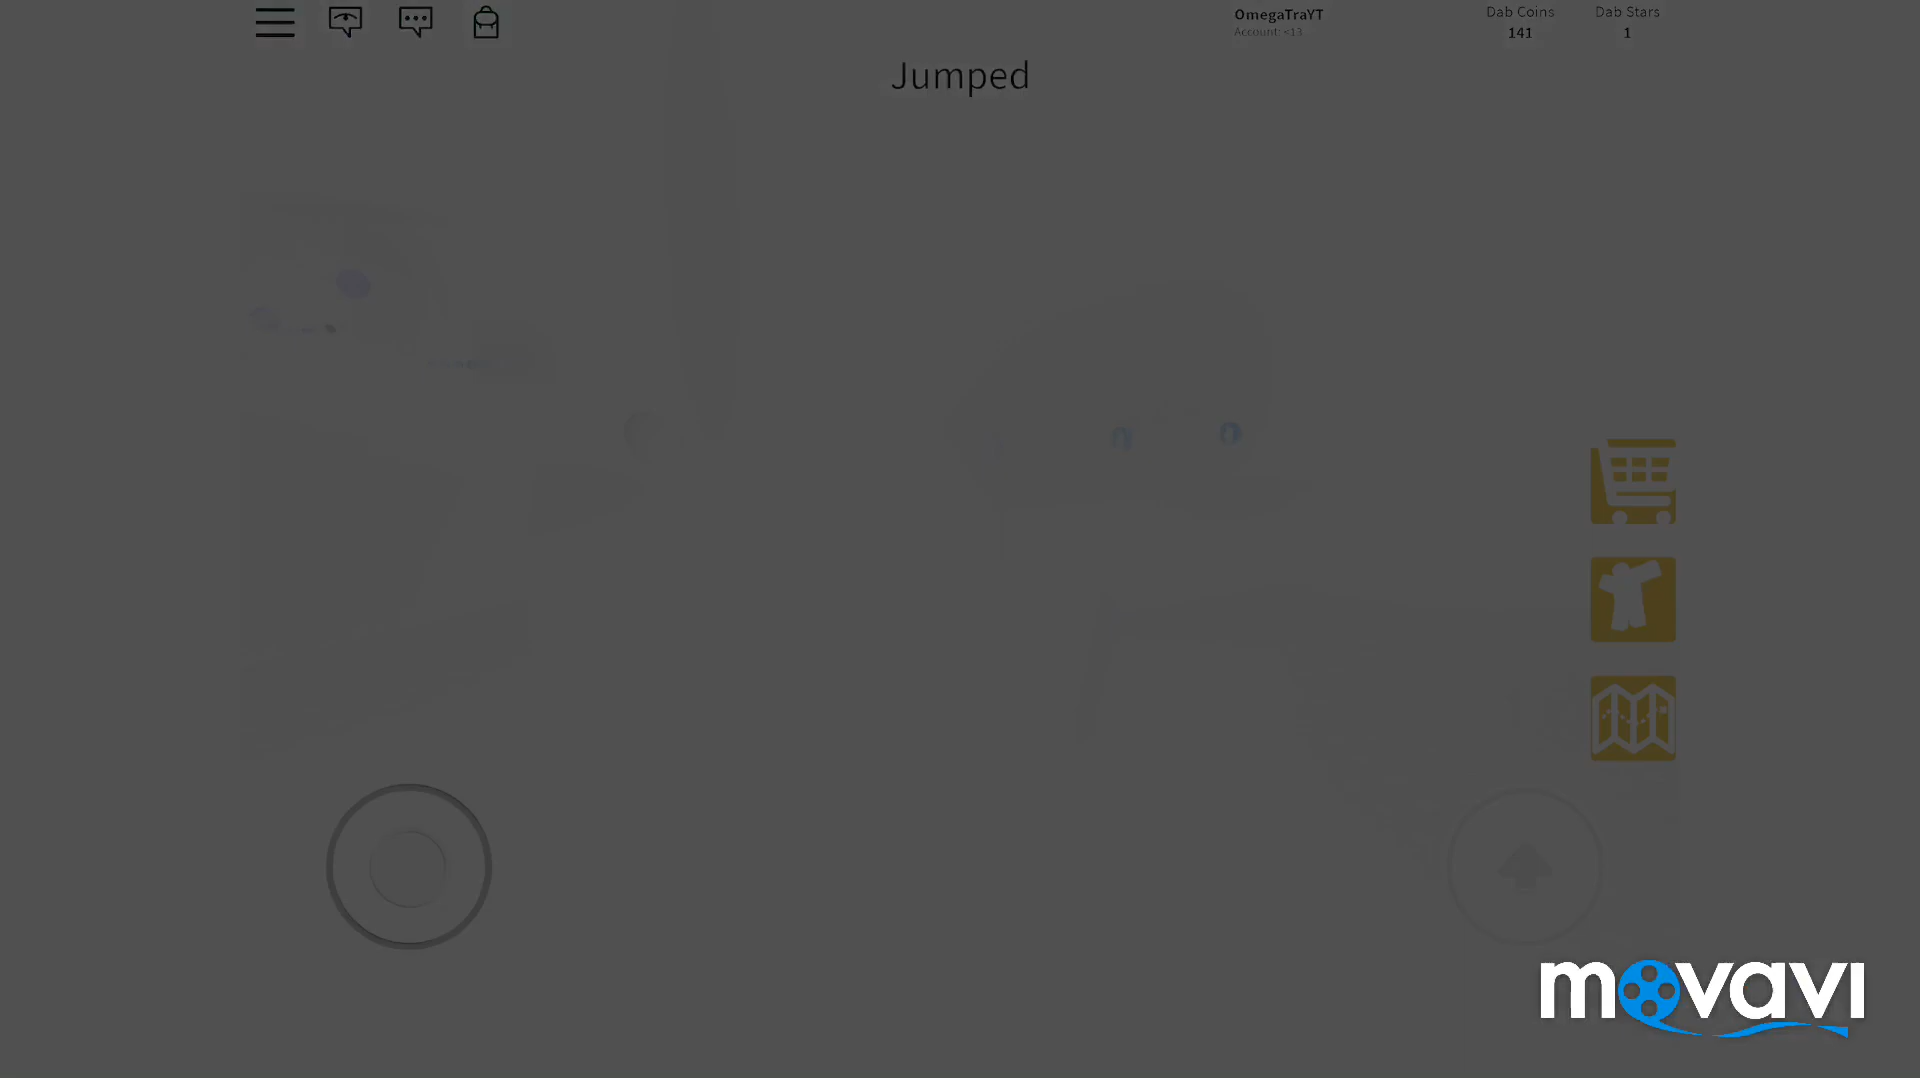 OmegaTraYT
Account: <13
Dab Coins
141
Dab Stars
1
Jumped
movavi